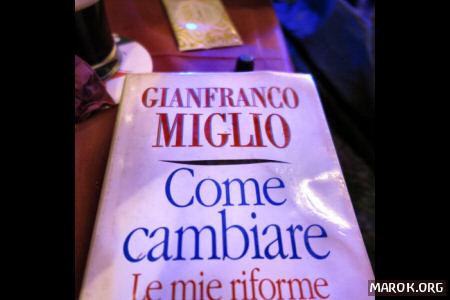 GIANFRANCO
MIGLIO
Come
cambiare
Le mie riforme
MAROK.ORG